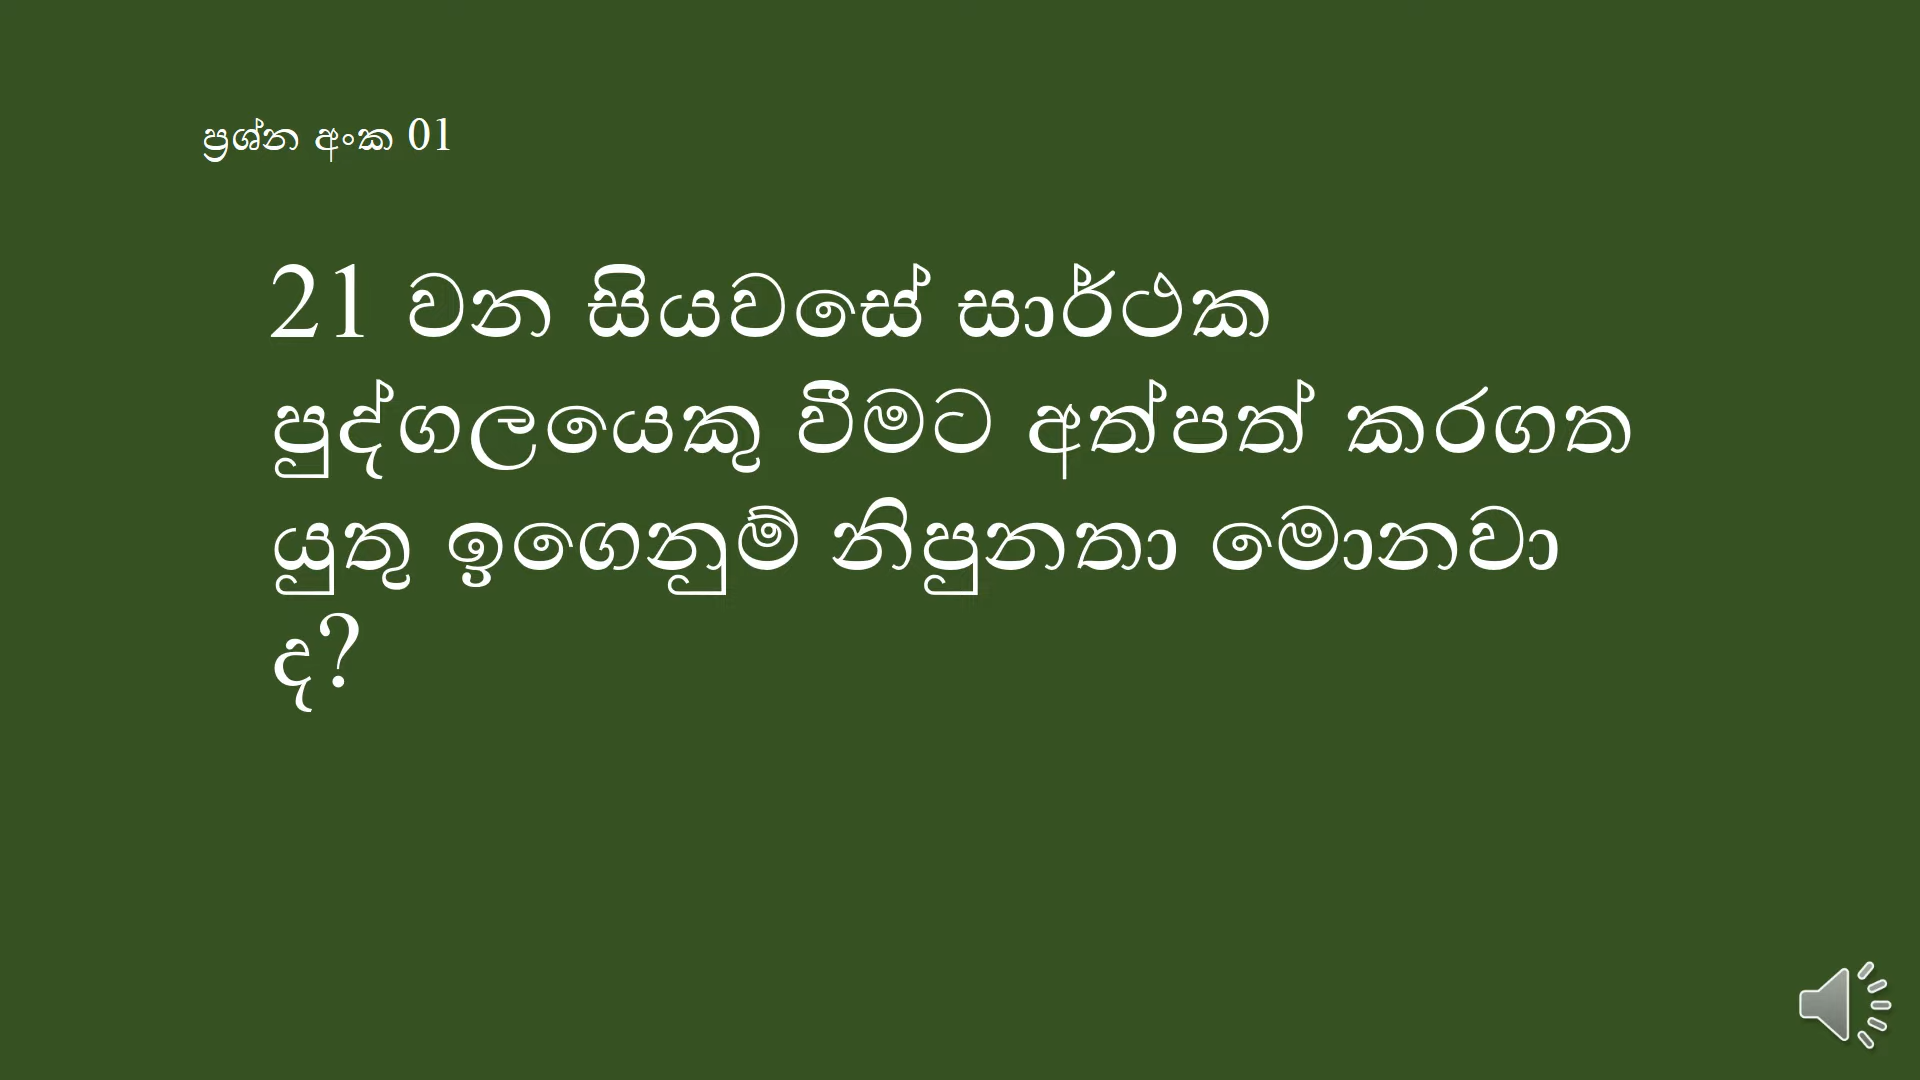 ප්‍රශ්න අංක 01
21 වන සියවසේ සාර්ථක
පුද්ගලයෙකු වීමට අත්පත් කරගත
යුතු ඉගෙනුම් නිපුනතා මොනවා
ද?